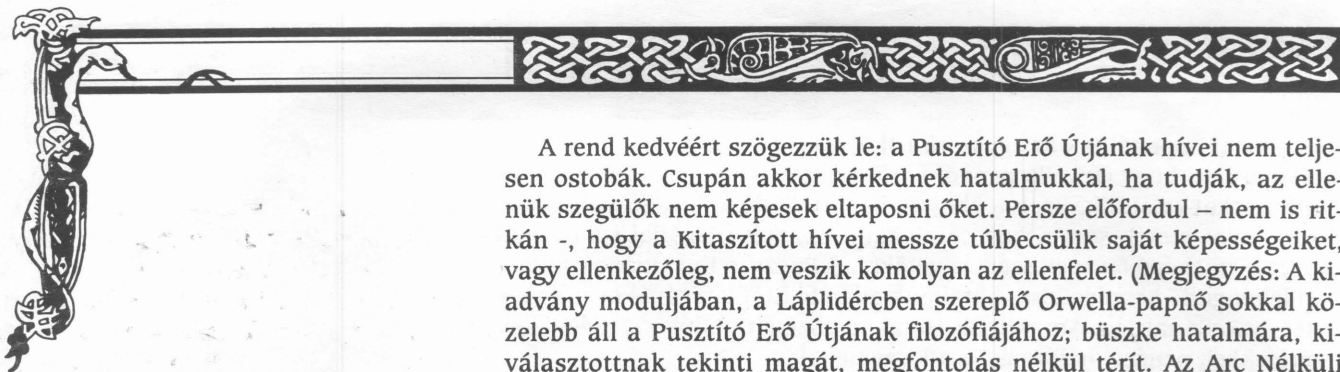 A rend kedvéért szögezzük le: a Pusztító Erő Útjának hívei nem telje-
sen ostobák. Csupán akkor kérkednek hatalmukkal, ha tudják, az elle-
nük szegülők nem képesek eltaposni őket. Persze előfordul – nem is rit-
kán -, hogy a Kitaszított hívei messze túlbecsülik saját képességeiket,
vagy ellenkezőleg, nem veszik komolyan az ellenfelet. (Megjegyzés: A ki-
advány moduljában, a Láplidércben szereplő Orwella-papnő sokkal kö-
zelebb áll a Pusztító Erő Útjának filozófiájához; büszke hatalmára, ki-
választottnak tekinti magát, megfontolás nélkül térít. Az Arc Nélküli